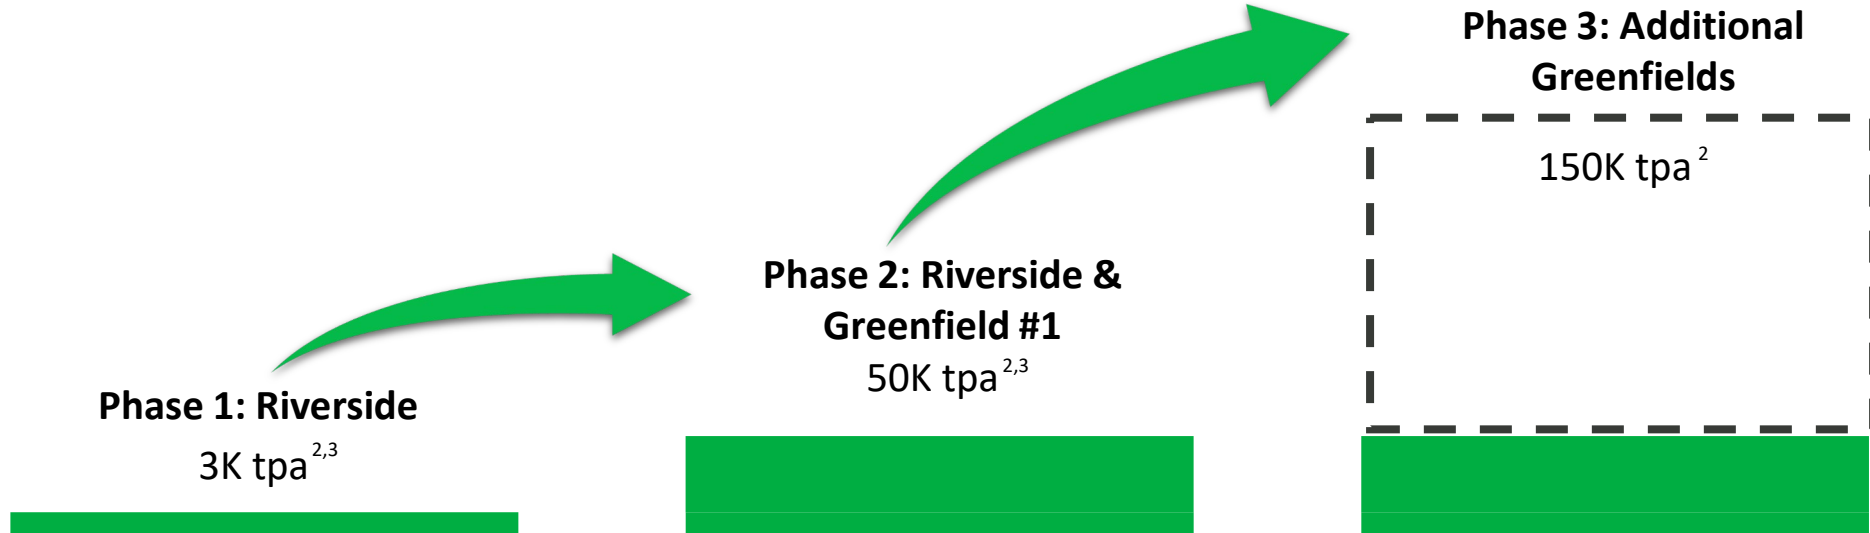 Phase 1: Riverside
3K tpa 2,3
Phase 2: Riverside &
Greenfield #1
50K tpa 2,3
Phase 3: Additional
Greenfields
150K tpa 2